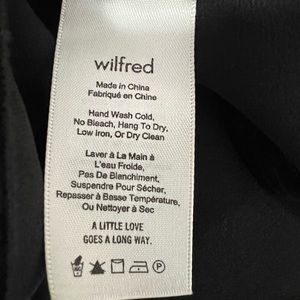 wilfred
Made in China
Fabriqué en Chine
Hand Wash Cold,
No Bleach, Hang To Dry,
Low Iron, Or Dry Clean
Laver à La Main à
L'eau Froide,
Pas De Blanchiment,
Suspendre Pour Sécher,
Repasser à Basse Température,
Ou Nettoyer à Sec
A LITTLE LOVE
GOES A LONG WAY.
P